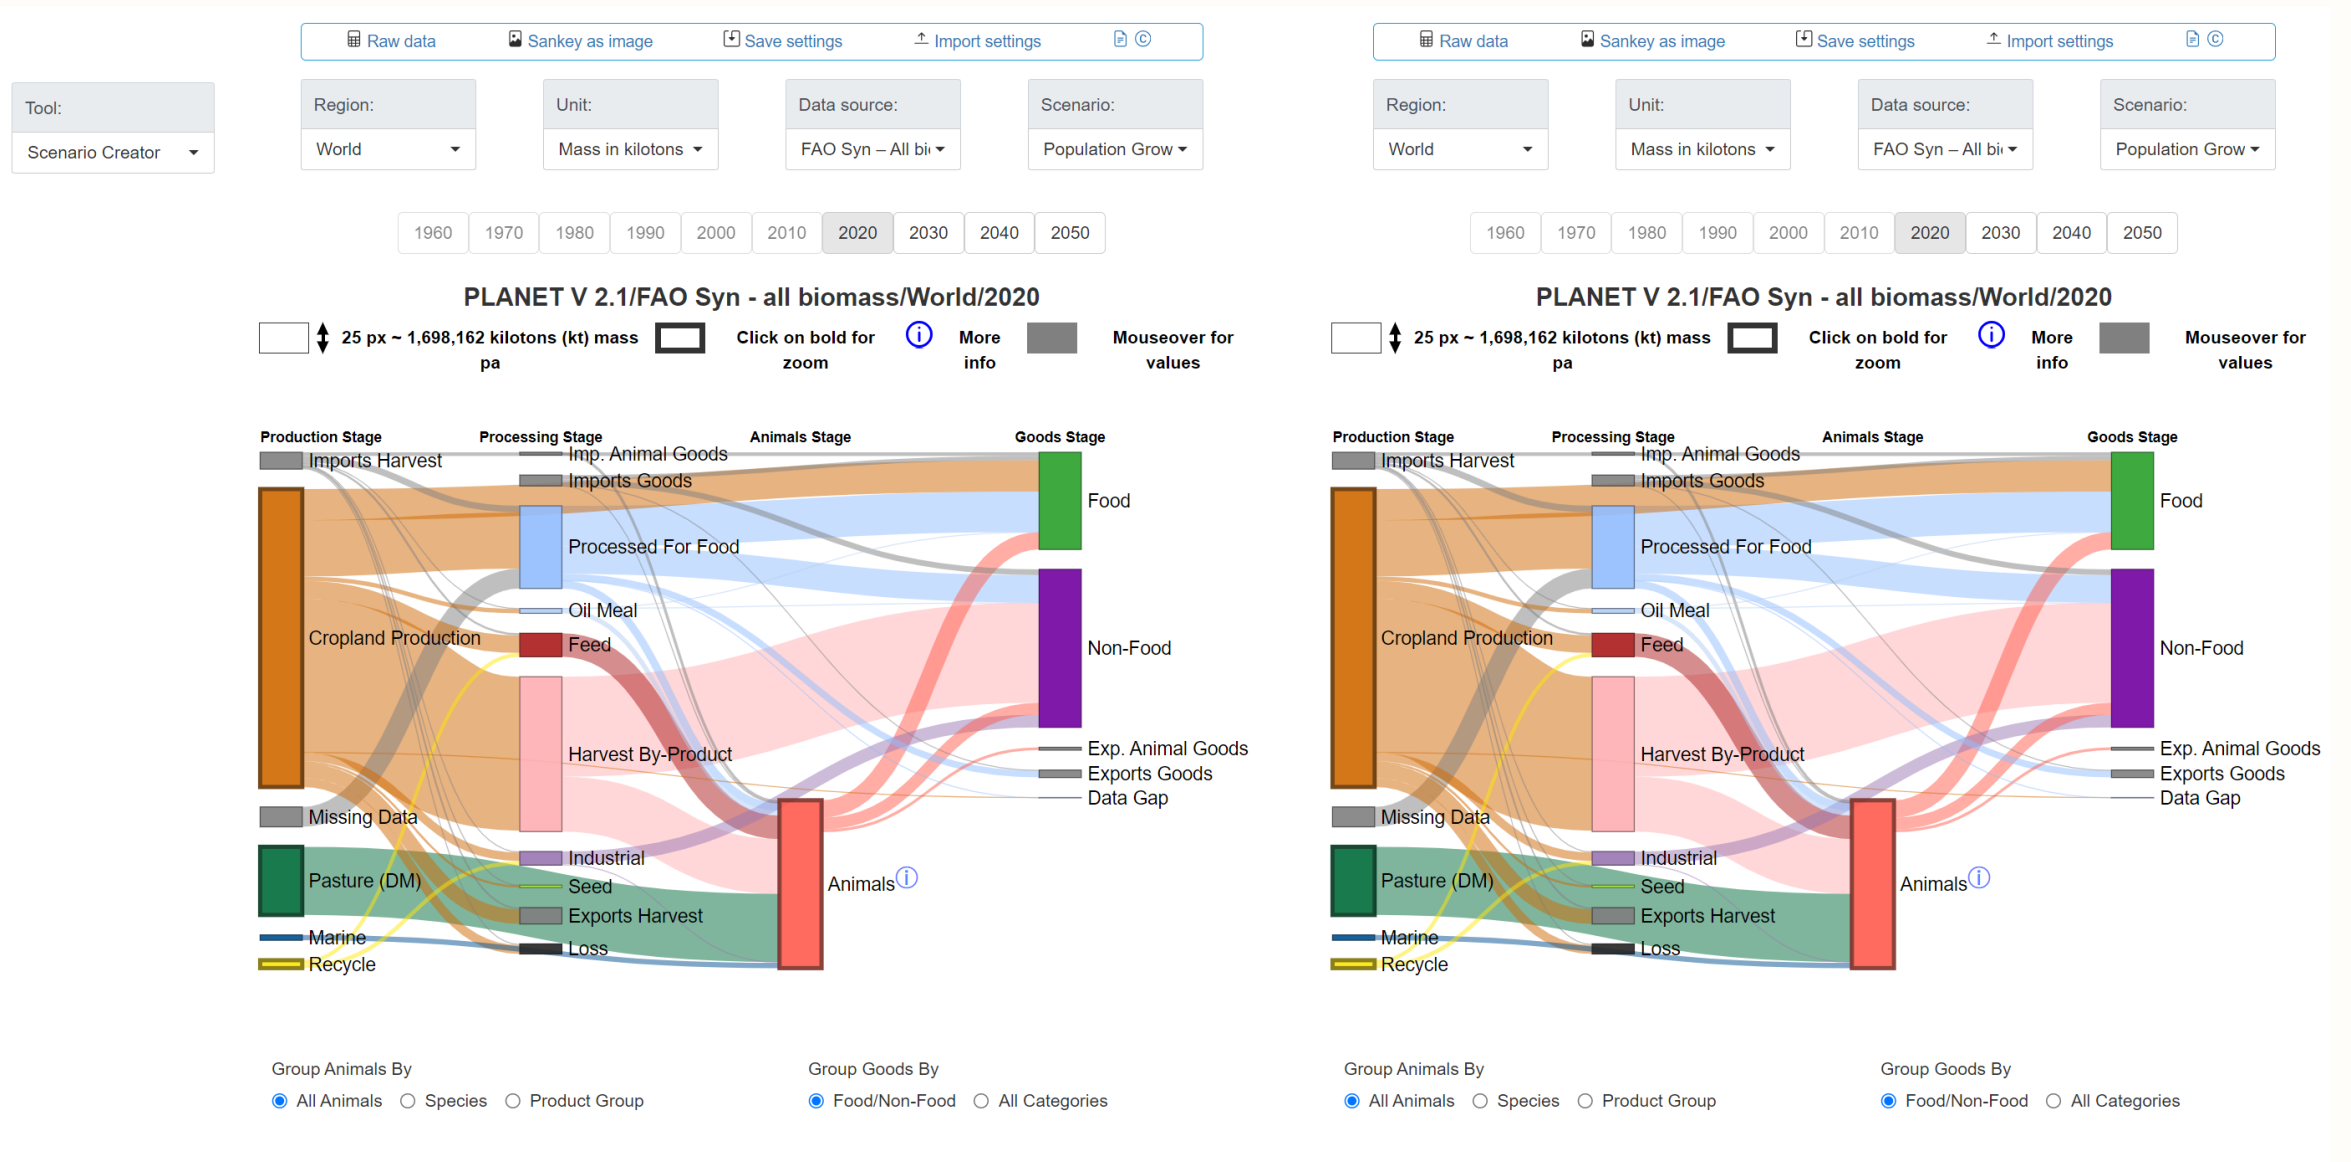 Raw data
Sankey as image
Save settings
Import settings
Tool:
Scenario Creator
Region:
World
Unit:
Mass in kilotons
Data source:
FAO Syn – All bi
Scenario:
Population Grow
1960 1970 1980 1990 2000 2010 2020 2030 2040 2050
PLANET V 2.1/FAO Syn - all biomass/World/2020
25 px ~ 1,698,162 kilotons (kt) mass
pa
Click on bold for
zoom
More
info
Mouseover for
values
Production Stage
Processing Stage
Animals Stage
Goods Stage
Imports Harvest
Cropland Production
Missing Data
Pasture (DM)
Marine
Recycle
Imp. Animal Goods
Imports Goods
Processed For Food
Oil Meal
Feed
Harvest By-Product
Industrial
Seed
Exports Harvest
Loss
Animals
Food
Non-Food
Exp. Animal Goods
Exports Goods
Data Gap
Group Animals By
All Animals Species Product Group
Group Goods By
Food/Non-Food All Categories
Raw data
Sankey as image
Save settings
Import settings
Region:
World
Unit:
Mass in kilotons
Data source:
FAO Syn – All bi
Scenario:
Population Grow
1960 1970 1980 1990 2000 2010 2020 2030 2040 2050
PLANET V 2.1/FAO Syn - all biomass/World/2020
25 px ~ 1,698,162 kilotons (kt) mass
pa
Click on bold for
zoom
More
info
Mouseover for
values
Production Stage
Processing Stage
Animals Stage
Goods Stage
Imports Harvest
Cropland Production
Missing Data
Pasture (DM)
Marine
Recycle
Imp. Animal Goods
Imports Goods
Processed For Food
Oil Meal
Feed
Harvest By-Product
Industrial
Seed
Exports Harvest
Loss
Animals
Food
Non-Food
Exp. Animal Goods
Exports Goods
Data Gap
Group Animals By
All Animals Species Product Group
Group Goods By
Food/Non-Food All Categories